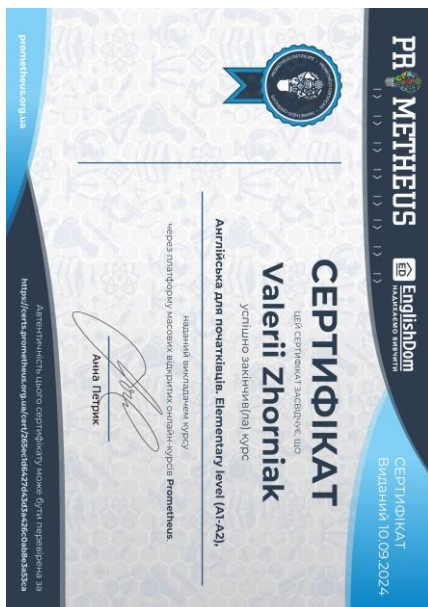 PROMETHEUS
EnglishDom
НАДИХАЄМО ВИВЧИТИ
СЕРТИФІКАТ
Виданий 10.09.2024
СЕРТИФІКАТ
ЦЕЙ СЕРТИФІКАТ ЗАСВІДЧУЄ, ЩО
Valerii Zhorniak
успішно закінчив(ла) курс
Англійська для початківців. Elementary level (A1-A2),
наданий викладачем курсу
через платформу масових відкритих онлайн-курсів Prometheus.
Анна Петрик
Автентичність цього сертифікату може бути перевірена за
prometheus.org.ua